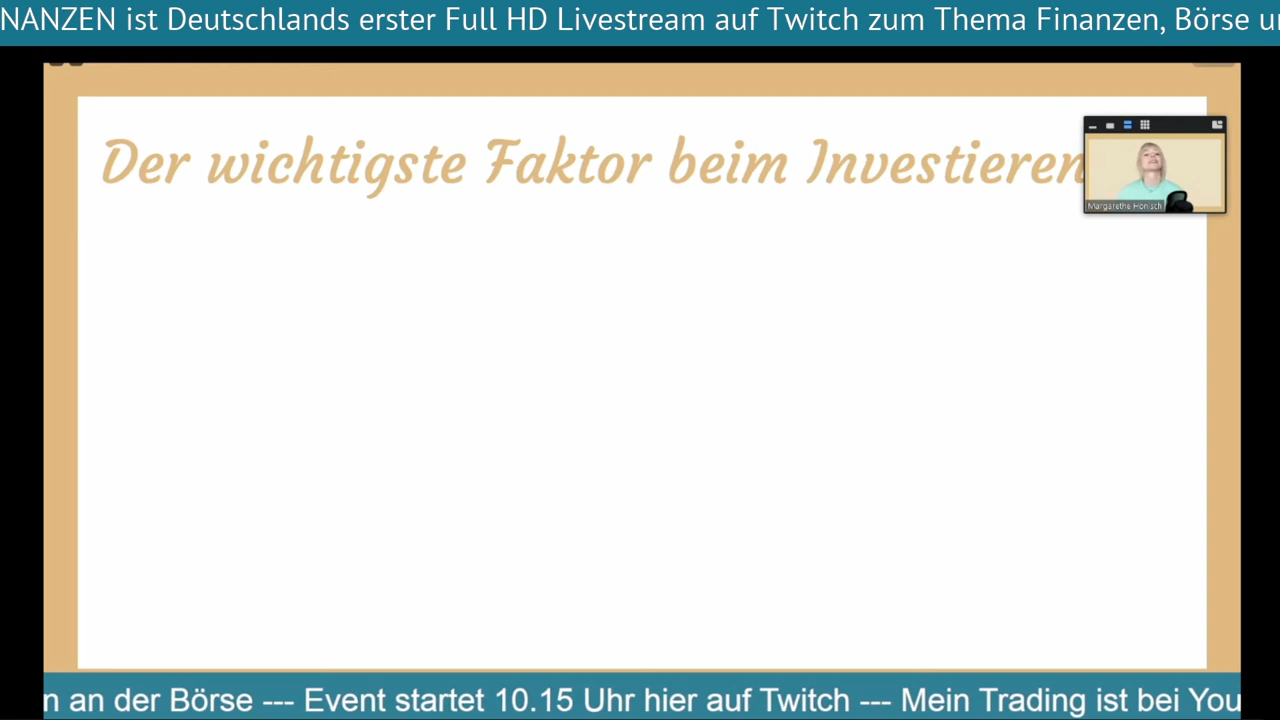 NANZEN ist Deutschlands erster Full HD Livestream auf Twitch zum Thema Finanzen, Börse u
Der wichtigste Faktor beim Investieren
Margarethe Honisch
n an der Börse --- Event startet 10.15 Uhr hier auf Twitch --- Mein Trading ist bei You